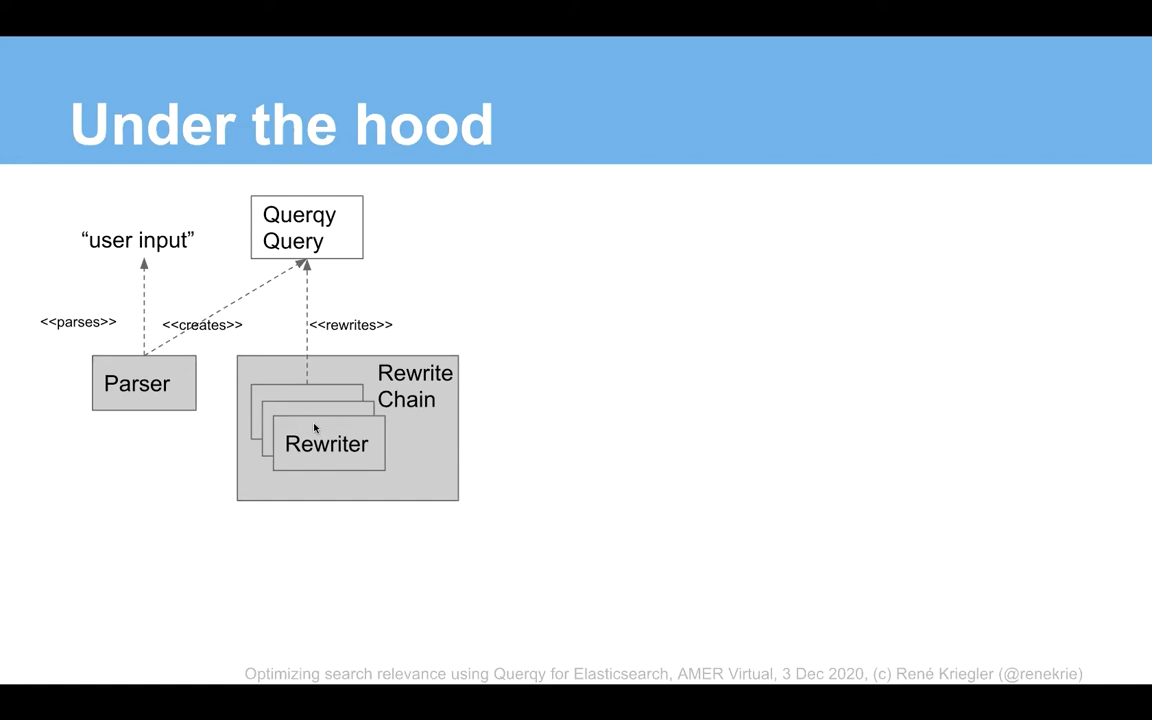 Under the hood
Querqy
Query
“user input”
<<parses>>
<<creates>>
<<rewrites>>
Parser
Rewrite
Chain
Rewriter
Optimizing search relevance using Querqy for Elasticsearch, AMER Virtual, 3 Dec 2020, (c) René Kriegler (@renekrie)